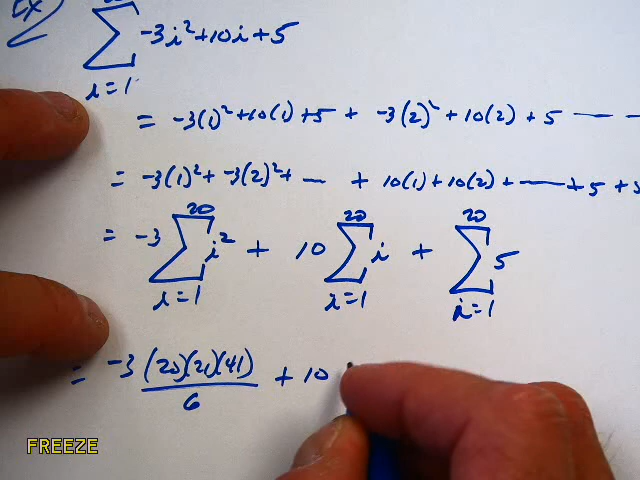 Ex
20
∑ -3i²+10i+5
i=1
= -3(1)²+10(1)+5 + -3(2)²+10(2)+5 ---- -
= -3(1)²+ -3(2)²+ -- + 10(1)+10(2)+ ---+5+5
20 20 20
= -3 ∑ i² + 10 ∑ i + ∑ 5
i=1 i=1 i=1
= -3 (20)(21)(41) + 10
6
FREEZE